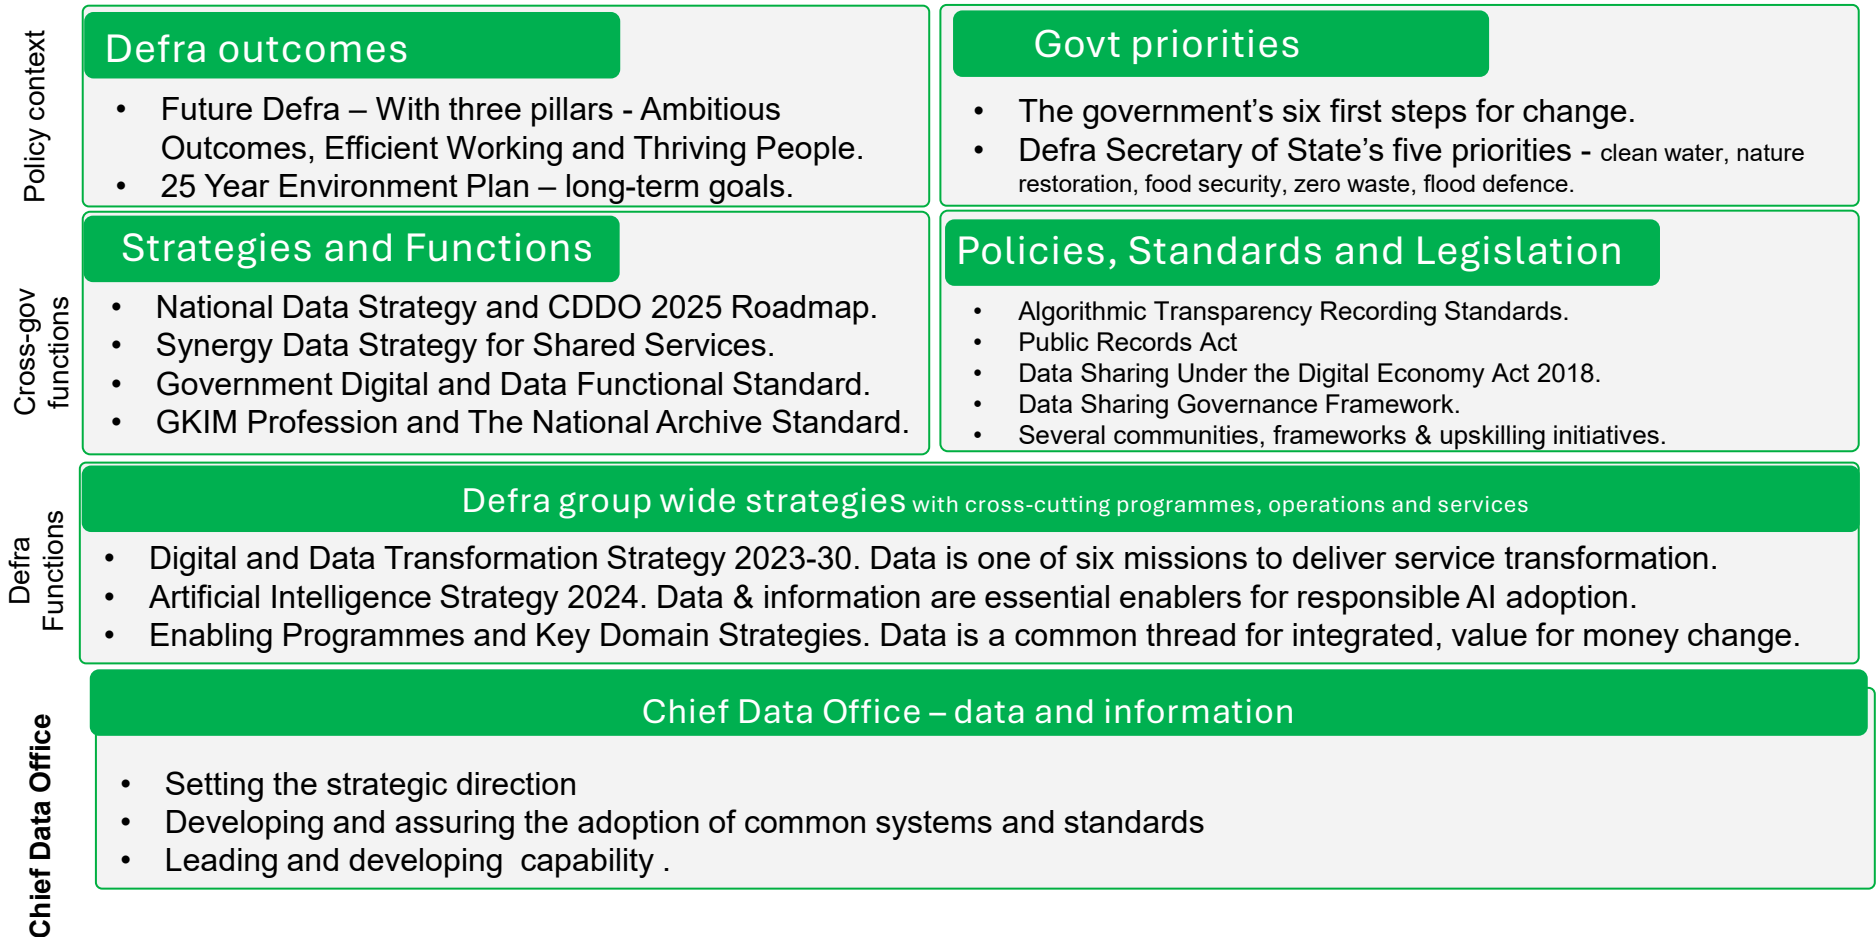 Policy context
Defra outcomes
• Future Defra – With three pillars - Ambitious
Outcomes, Efficient Working and Thriving People.
• 25 Year Environment Plan – long-term goals.
Govt priorities
• The government’s six first steps for change.
• Defra Secretary of State’s five priorities - clean water, nature
restoration, food security, zero waste, flood defence.
Cross-gov
functions
Strategies and Functions
• National Data Strategy and CDDO 2025 Roadmap.
• Synergy Data Strategy for Shared Services.
• Government Digital and Data Functional Standard.
• GKIM Profession and The National Archive Standard.
Policies, Standards and Legislation
• Algorithmic Transparency Recording Standards.
• Public Records Act
• Data Sharing Under the Digital Economy Act 2018.
• Data Sharing Governance Framework.
• Several communities, frameworks & upskilling initiatives.
Defra
Functions
Defra group wide strategies with cross-cutting programmes, operations and services
• Digital and Data Transformation Strategy 2023-30. Data is one of six missions to deliver service transformation.
• Artificial Intelligence Strategy 2024. Data & information are essential enablers for responsible AI adoption.
• Enabling Programmes and Key Domain Strategies. Data is a common thread for integrated, value for money change.
Chief Data Office
Chief Data Office – data and information
• Setting the strategic direction
• Developing and assuring the adoption of common systems and standards
• Leading and developing  capability .